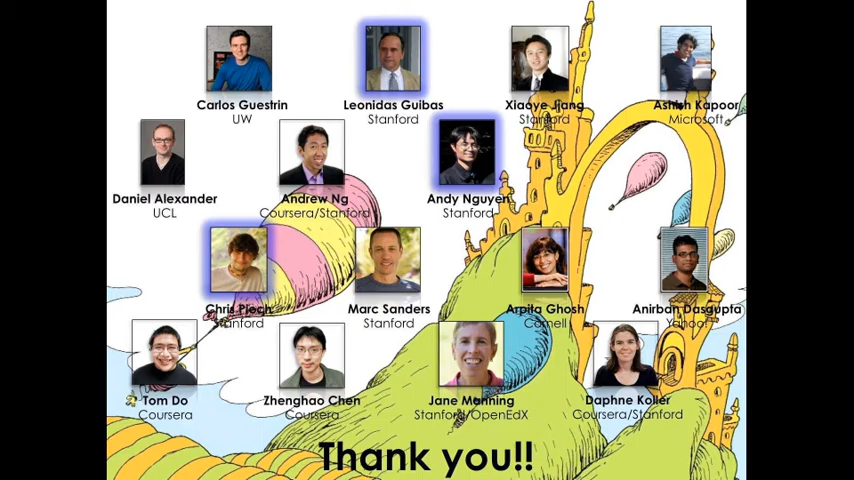 Carlos Guestrin
UW
Leonidas Guibas
Stanford
Xiaoye Jiang
Stanford
Ashish Kapoor
Microsoft
Daniel Alexander
UCL
Andrew Ng
Coursera/Stanford
Andy Nguyen
Stanford
Chris Piech
Stanford
Marc Sanders
Stanford
Arpita Ghosh
Cornell
Anirban Dasgupta
Yahoo!
Tom Do
Coursera
Zhenghao Chen
Coursera
Jane Manning
Stanford/OpenEdX
Daphne Koller
Coursera/Stanford
Thank you!!